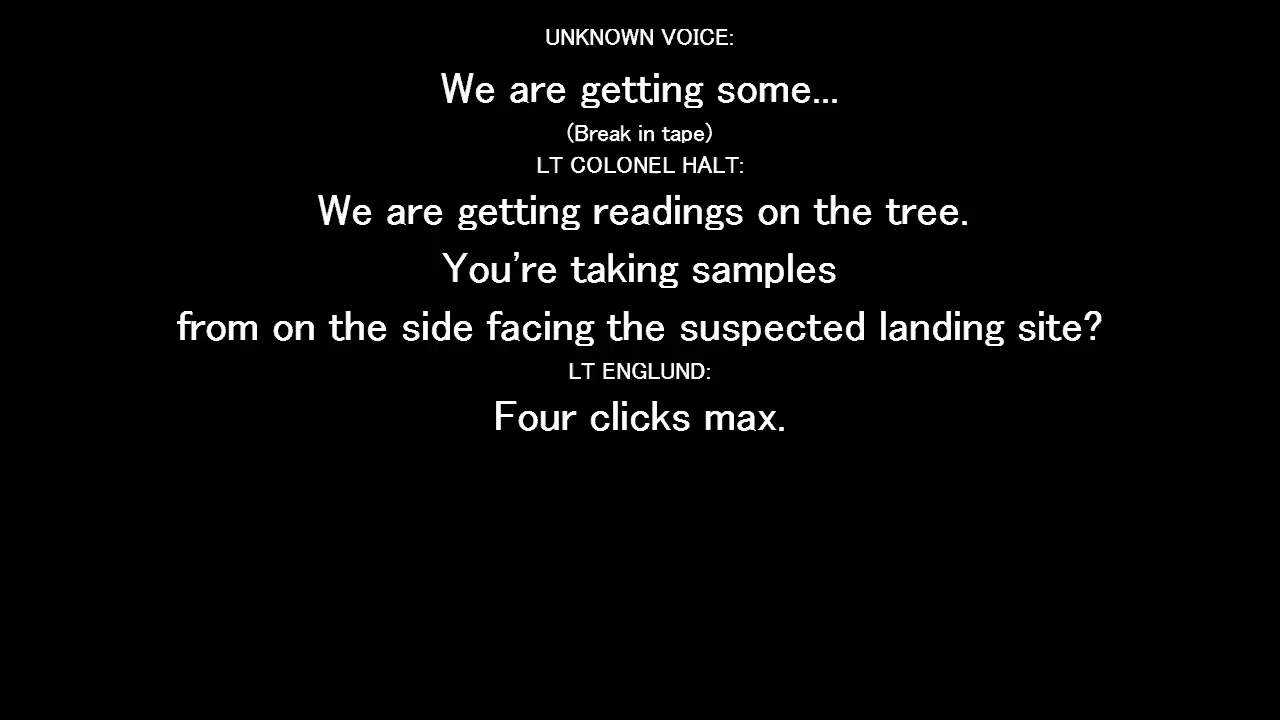 UNKNOWN VOICE:
We are getting some...
(Break in tape)
LT COLONEL HALT:
We are getting readings on the tree.
You're taking samples
from on the side facing the suspected landing site?
LT ENGLUND:
Four clicks max.